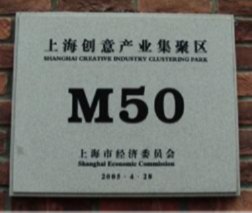 上海创意产业集聚区
SHANGHAI CREATIVE INDUSTRY CLUSTERING PARK
M50
上海市经济委员会
Shanghai Economic Commission
2005·4·28